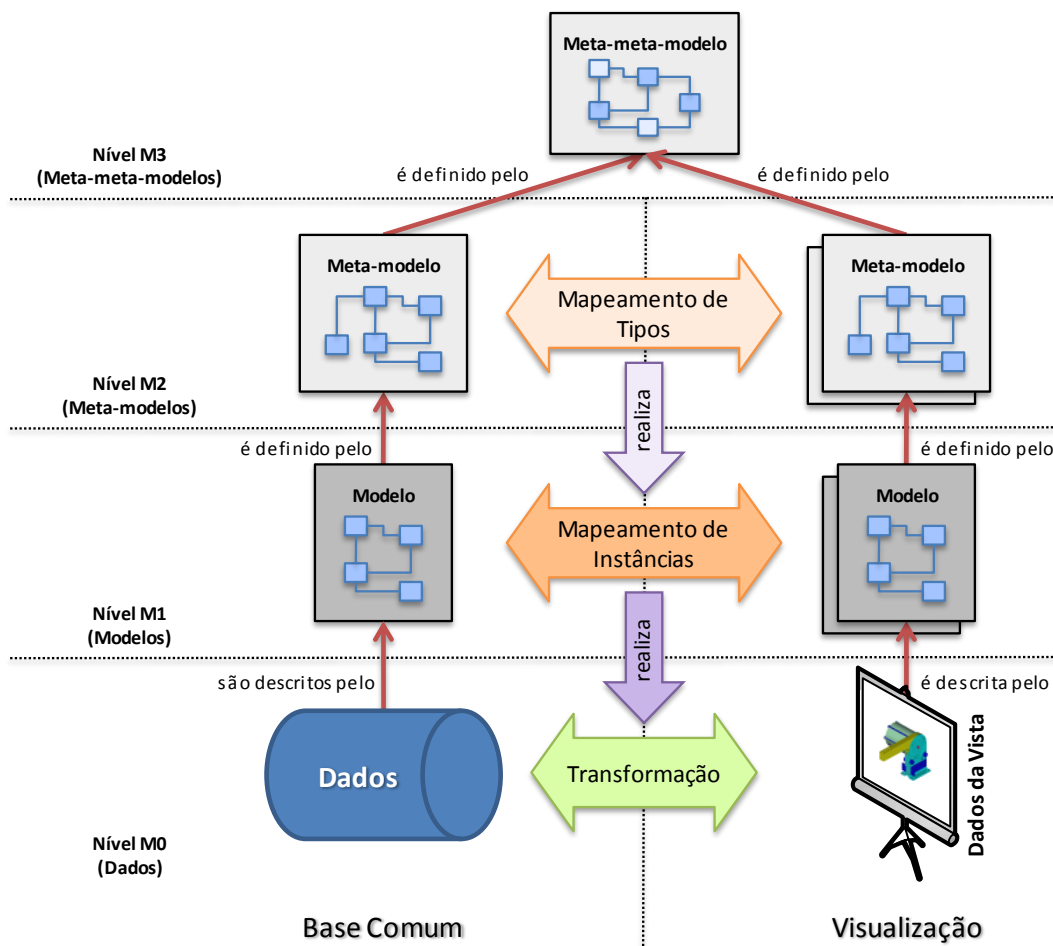 Meta-meta-modelo
Nível M3
(Meta-meta-modelos)
é definido pelo
é definido pelo
Meta-modelo
Mapeamento de
Tipos
Meta-modelo
Nível M2
(Meta-modelos)
realiza
é definido pelo
é definido pelo
Modelo
Mapeamento de
Instâncias
Modelo
Nível M1
(Modelos)
realiza
são descritos pelo
é descrita pelo
Dados
Transformação
Dados da Vista
Nível M0
(Dados)
Base Comum
Visualização